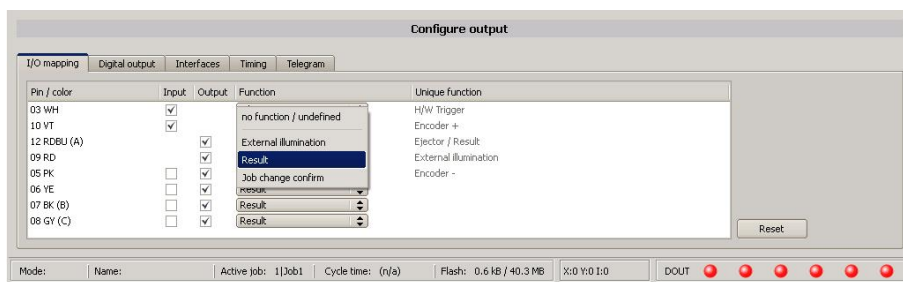 Configure output
I/O mapping Digital output Interfaces Timing Telegram
Pin / color Input Output Function Unique function
03 WH H/W Trigger
10 VT no function / undefined Encoder +
12 RDBU (A) External illumination Ejector / Result
09 RD Result External illumination
05 PK Job change confirm Encoder -
06 YE Result
07 BK (B) Result
08 GY (C) Result
Reset
Mode: Name: Active job: 1|Job1 Cycle time: (n/a) Flash: 0.6 kB / 40.3 MB X:0 Y:0 I:0 DOUT